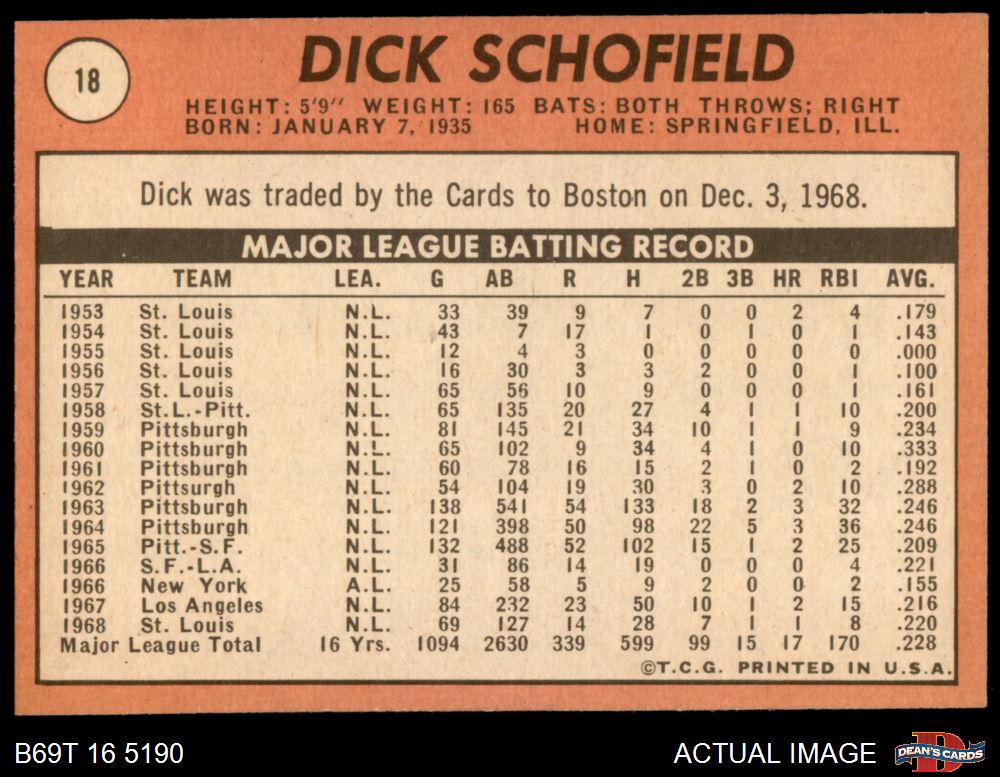 18
DICK SCHOFIELD
HEIGHT: 5'9" WEIGHT: 165 BATS: BOTH THROWS; RIGHT
BORN: JANUARY 7, 1935 HOME: SPRINGFIELD, ILL.
Dick was traded by the Cards to Boston on Dec. 3, 1968.
MAJOR LEAGUE BATTING RECORD
YEAR TEAM LEA. G AB R H 2B 3B HR RBI AVG.
1953 St. Louis N.L. 33 39 9 7 0 0 2 4 .179
1954 St. Louis N.L. 43 7 17 1 0 1 0 1 .143
1955 St. Louis N.L. 12 4 3 0 0 0 0 0 .000
1956 St. Louis N.L. 16 30 3 3 2 0 0 1 .100
1957 St. Louis N.L. 65 56 10 9 0 0 0 1 .161
1958 St.L.-Pitt. N.L. 65 135 20 27 4 1 1 10 .200
1959 Pittsburgh N.L. 81 145 21 34 10 1 1 9 .234
1960 Pittsburgh N.L. 65 102 9 34 4 1 0 10 .333
1961 Pittsburgh N.L. 60 78 16 15 2 1 0 2 .192
1962 Pittsurgh N.L. 54 104 19 30 3 0 2 10 .288
1963 Pittsburgh N.L. 138 541 54 133 18 2 3 32 .246
1964 Pittsburgh N.L. 121 398 50 98 22 5 3 36 .246
1965 Pitt.-S.F. N.L. 132 488 52 102 15 1 2 25 .209
1966 S.F.-L.A. N.L. 31 86 14 19 0 0 0 4 .221
1966 New York A.L. 25 58 5 9 2 0 0 2 .155
1967 Los Angeles N.L. 84 232 23 50 10 1 2 15 .216
1968 St. Louis N.L. 69 127 14 28 7 1 1 8 .220
Major League Total 16 Yrs. 1094 2630 339 599 99 15 17 170 .228
©T.C.G. PRINTED IN U.S.A.
B69T 16 5190 ACTUAL IMAGE
D
DEAN'S CARDS